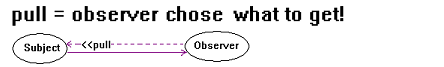 pull = observer chose what to get!
Subject <<pull Observer